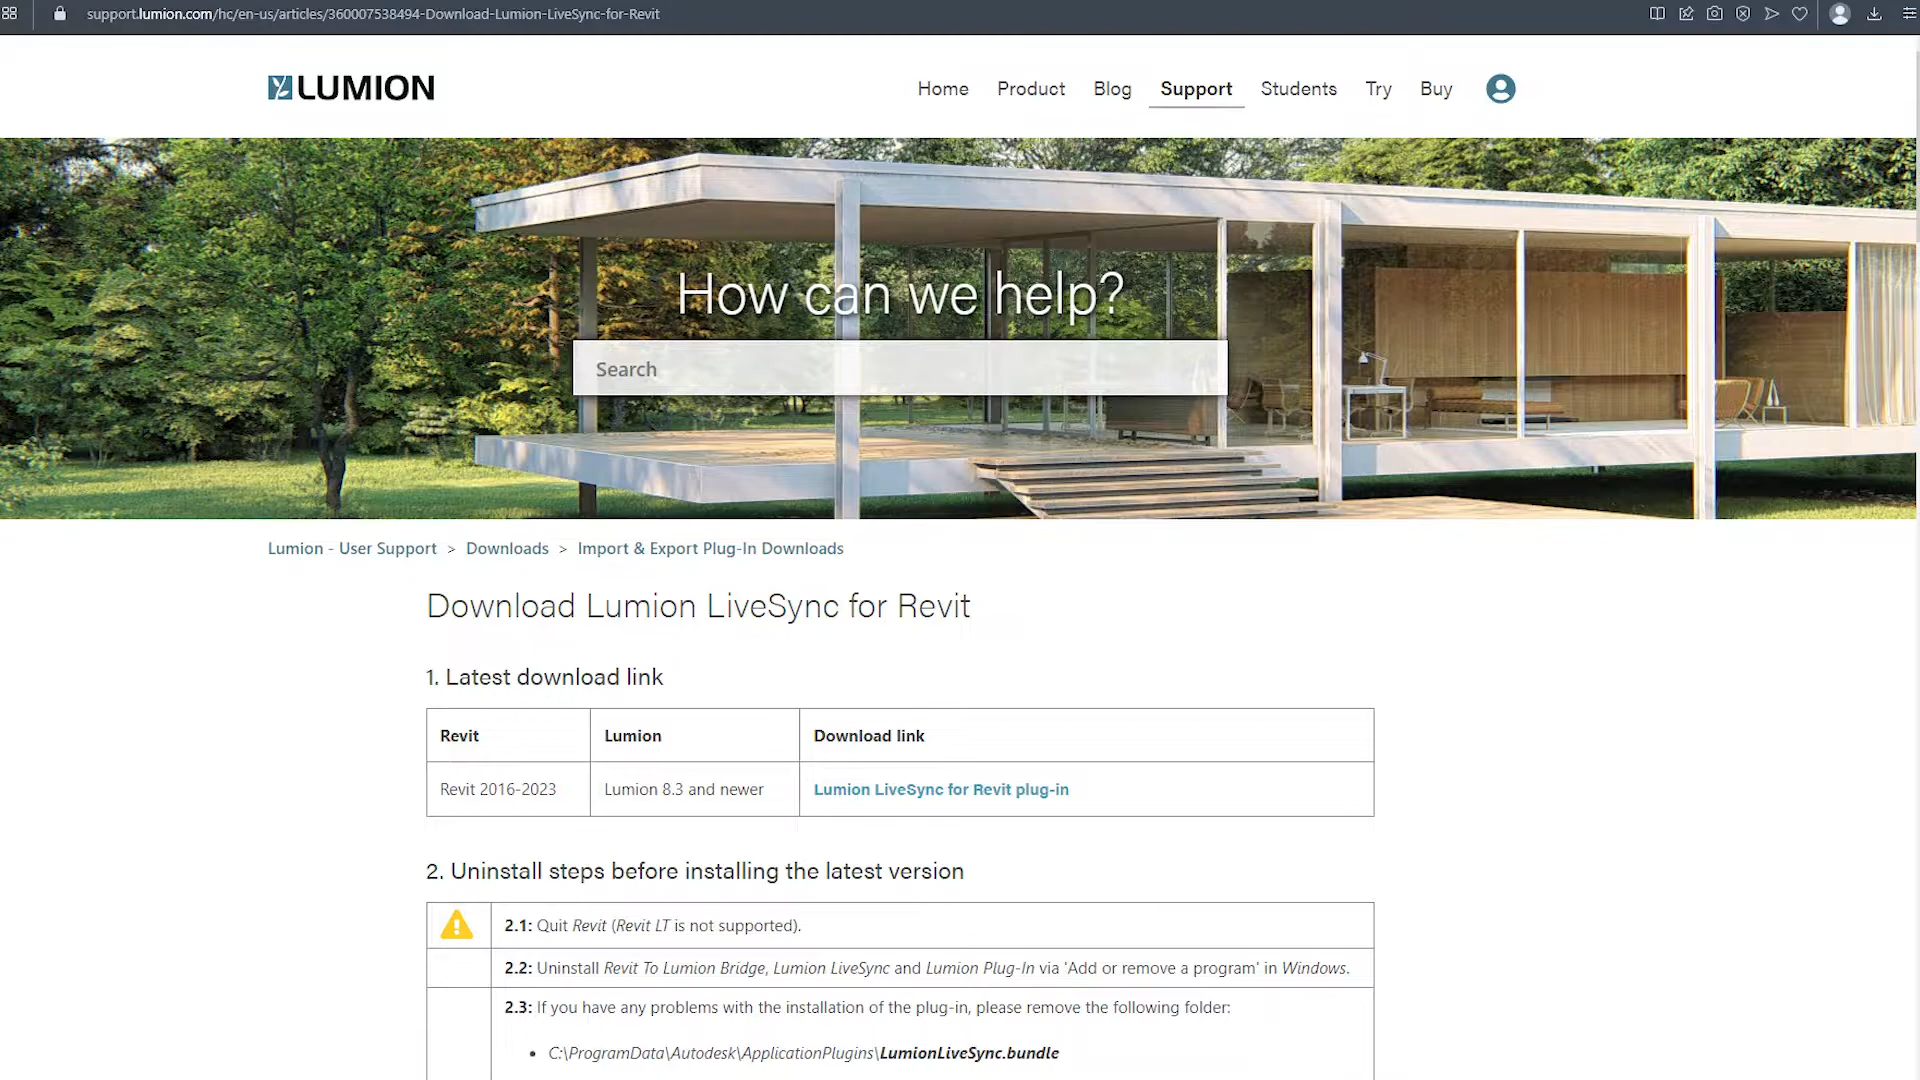 support.lumion.com/hc/en-us/articles/360007538494-Download-Lumion-LiveSync-for-Revit
LUMION
Home Product Blog Support Students Try Buy
How can we help?
Search
Lumion - User Support > Downloads > Import & Export Plug-In Downloads
Download Lumion LiveSync for Revit
1. Latest download link
Revit Lumion Download link
Revit 2016-2023 Lumion 8.3 and newer Lumion LiveSync for Revit plug-in
2. Uninstall steps before installing the latest version
2.1: Quit Revit (Revit LT is not supported).
2.2: Uninstall Revit To Lumion Bridge, Lumion LiveSync and Lumion Plug-In via 'Add or remove a program' in Windows.
2.3: If you have any problems with the installation of the plug-in, please remove the following folder:
• C:\ProgramData\Autodesk\ApplicationPlugins\LumionLiveSync.bundle